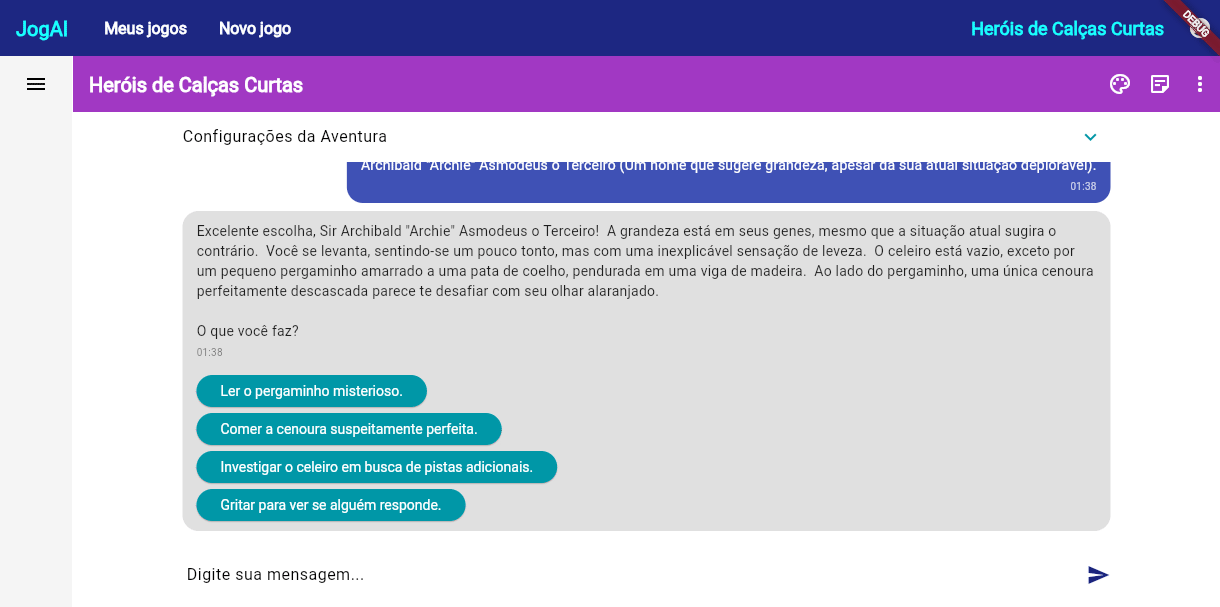 JogAI
Meus jogos
Novo jogo
Heróis de Calças Curtas
DEBUG
Heróis de Calças Curtas
Configurações da Aventura
Archibald "Archie" Asmodeus o Terceiro (Um nome que sugere grandeza, apesar da sua atual situação deplorável).
01:38
Excelente escolha, Sir Archibald "Archie" Asmodeus o Terceiro!  A grandeza está em seus genes, mesmo que a situação atual sugira o
contrário.  Você se levanta, sentindo-se um pouco tonto, mas com uma inexplicável sensação de leveza.  O celeiro está vazio, exceto por
um pequeno pergaminho amarrado a uma pata de coelho, pendurada em uma viga de madeira.  Ao lado do pergaminho, uma única cenoura
perfeitamente descascada parece te desafiar com seu olhar alaranjado.
O que você faz?
01:38
Ler o pergaminho misterioso.
Comer a cenoura suspeitamente perfeita.
Investigar o celeiro em busca de pistas adicionais.
Gritar para ver se alguém responde.
Digite sua mensagem...